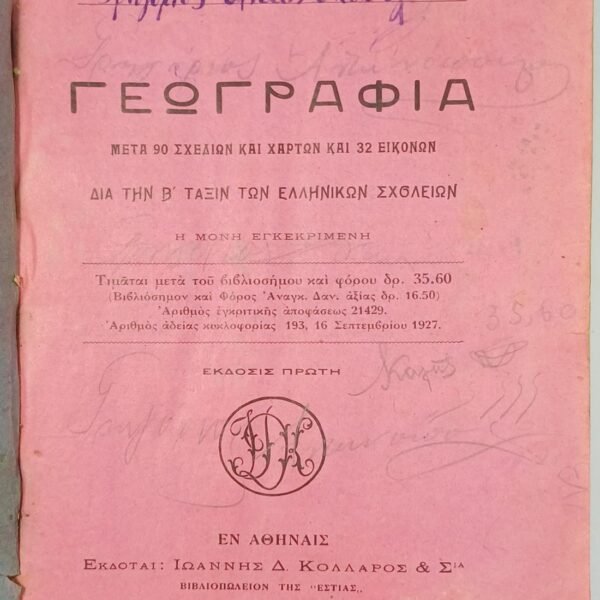 ΓΕΩΓΡΑΦΙΑ
ΜΕΤΑ 90 ΣΧΕΔΙΩΝ ΚΑΙ ΧΑΡΤΩΝ ΚΑΙ 32 ΕΙΚΟΝΩΝ
ΔΙΑ ΤΗΝ Β΄ ΤΑΞΙΝ ΤΩΝ ΕΛΛΗΝΙΚΩΝ ΣΧΟΛΕΙΩΝ
Η ΜΟΝΗ ΕΓΚΕΚΡΙΜΕΝΗ
Τιμᾶται μετὰ τοῦ βιβλιοσήμου καὶ φόρου δρ. 35.60
(Βιβλιόσημον καὶ Φόρος Ἀναγκ. Δαν. ἀξίας δρ. 16.50)
Ἀριθμὸς ἐγκριτικῆς ἀποφάσεως 21429.
Ἀριθμὸς ἀδείας κυκλοφορίας 193, 16 Σεπτεμβρίου 1927.
35,60
ΕΚΔΟΣΙΣ ΠΡΩΤΗ
ΙΔΚ
ΕΝ ΑΘΗΝΑΙΣ
ΕΚΔΟΤΑΙ: ΙΩΑΝΝΗΣ Δ. ΚΟΛΛΑΡΟΣ & ΣΙΑ
ΒΙΒΛΙΟΠΩΛΕΙΟΝ ΤΗΣ "ΕΣΤΙΑΣ„